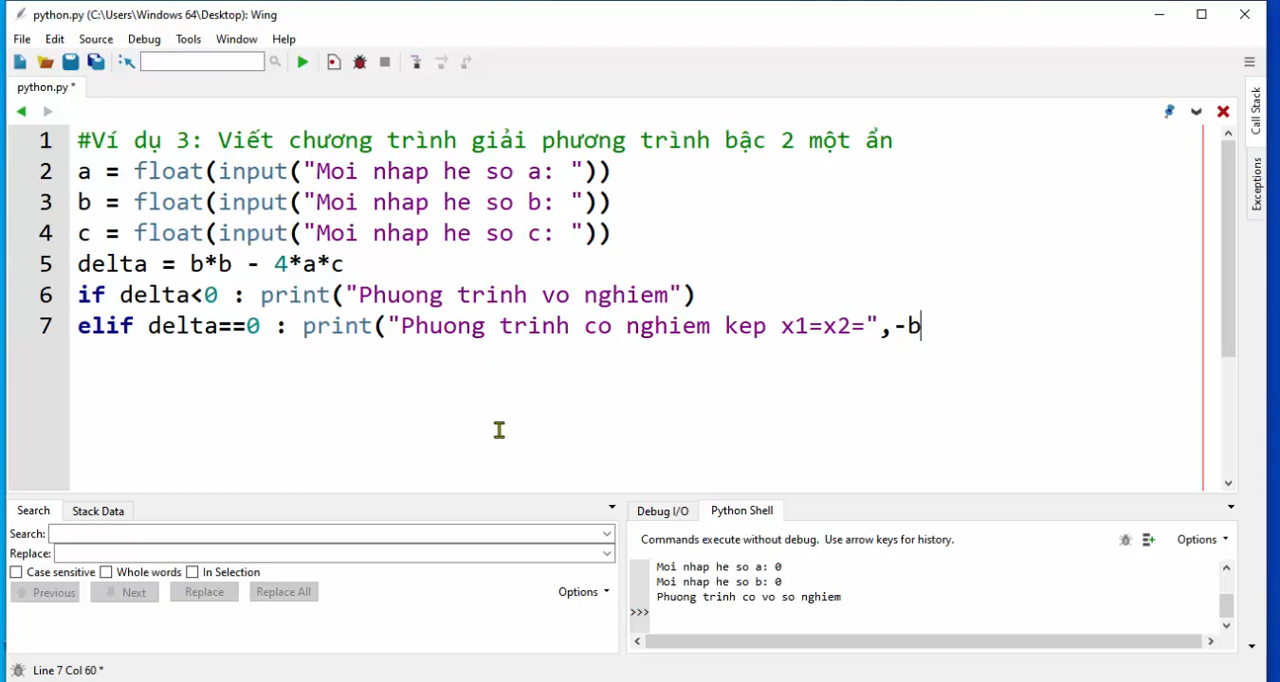 python.py (C:\Users\Windows 64\Desktop): Wing
File Edit Source Debug Tools Window Help
python.py *
1 #Ví dụ 3: Viết chương trình giải phương trình bậc 2 một ẩn
2 a = float(input("Moi nhap he so a: "))
3 b = float(input("Moi nhap he so b: "))
4 c = float(input("Moi nhap he so c: "))
5 delta = b*b - 4*a*c
6 if delta<0 : print("Phuong trinh vo nghiem")
7 elif delta==0 : print("Phuong trinh co nghiem kep x1=x2=",-b
Call Stack
Exceptions
Search Stack Data
Search:
Replace:
Case sensitive Whole words In Selection
Previous Next Replace Replace All Options
Debug I/O Python Shell
Commands execute without debug. Use arrow keys for history. Options
Moi nhap he so a: 0
Moi nhap he so b: 0
Phuong trinh co vo so nghiem
>>>
Line 7 Col 60 *